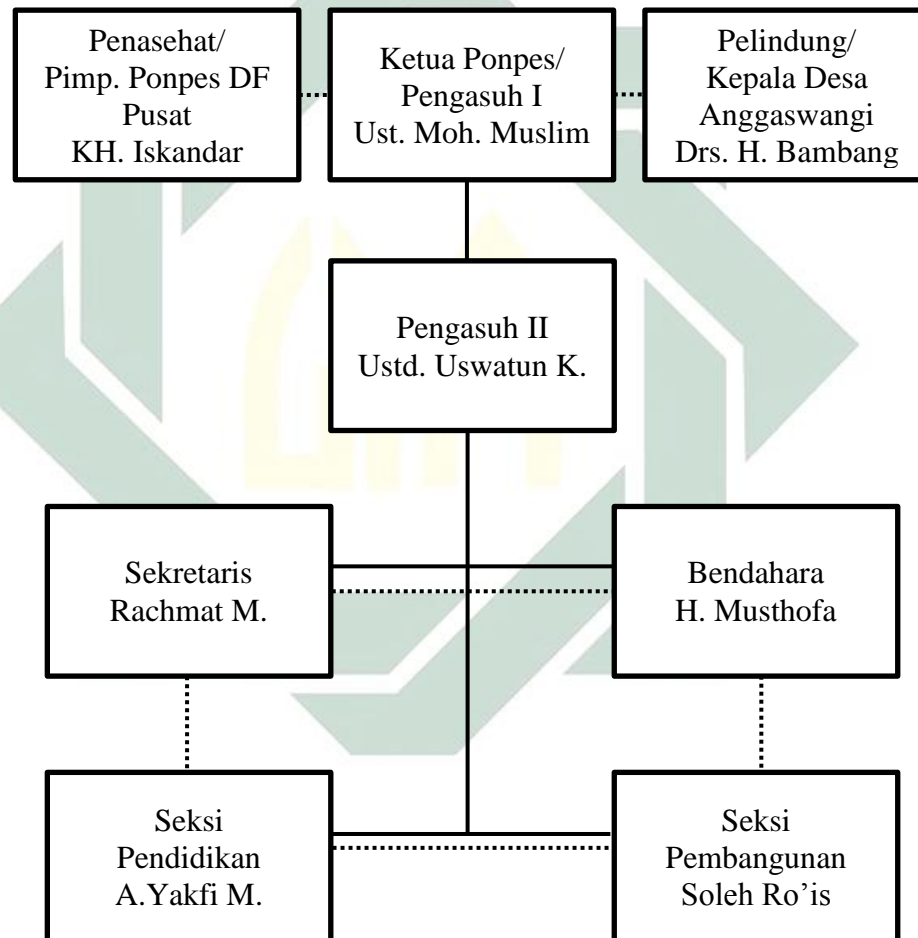 Penasehat/
Pimp. Ponpes DF
Pusat
KH. Iskandar
Ketua Ponpes/
Pengasuh I
Ust. Moh. Muslim
Pelindung/
Kepala Desa
Anggaswangi
Drs. H. Bambang
Pengasuh II
Ustd. Uswatun K.
Sekretaris
Rachmat M.
Bendahara
H. Musthofa
Seksi
Pendidikan
A.Yakfi M.
Seksi
Pembangunan
Soleh Ro’is